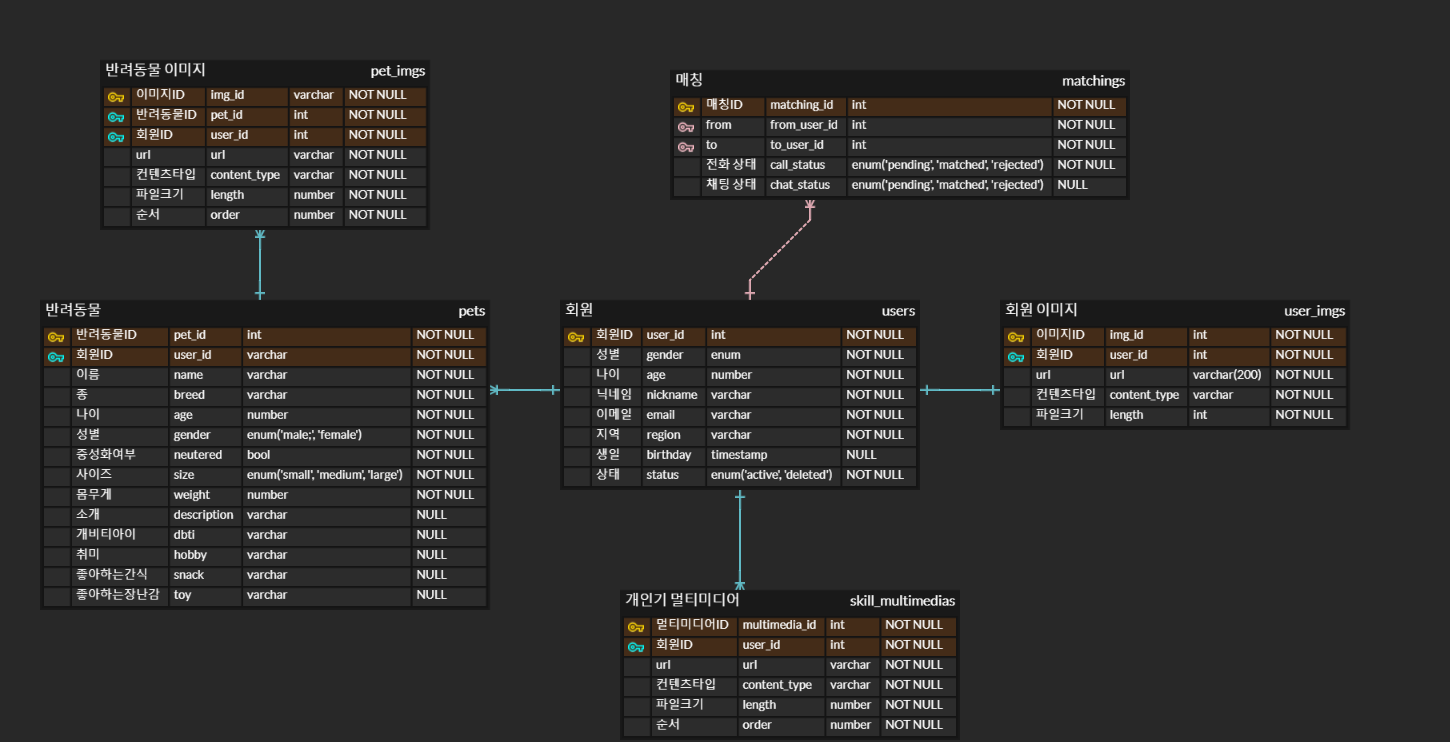 반려동물 이미지 pet_imgs
이미지ID img_id varchar NOT NULL
반려동물ID pet_id int NOT NULL
회원ID user_id int NOT NULL
url url varchar NOT NULL
컨텐츠타입 content_type varchar NOT NULL
파일크기 length number NOT NULL
순서 order number NOT NULL
매칭 matchings
매칭ID matching_id int NOT NULL
from from_user_id int NOT NULL
to to_user_id int NOT NULL
전화 상태 call_status enum('pending', 'matched', 'rejected') NOT NULL
채팅 상태 chat_status enum('pending', 'matched', 'rejected') NULL
반려동물 pets
반려동물ID pet_id int NOT NULL
회원ID user_id varchar NOT NULL
이름 name varchar NOT NULL
종 breed varchar NOT NULL
나이 age number NOT NULL
성별 gender enum('male;', 'female') NOT NULL
중성화여부 neutered bool NOT NULL
사이즈 size enum('small', 'medium', 'large') NOT NULL
몸무게 weight number NOT NULL
소개 description varchar NULL
개비티아이 dbti varchar NULL
취미 hobby varchar NULL
좋아하는간식 snack varchar NULL
좋아하는장난감 toy varchar NULL
회원 users
회원ID user_id int NOT NULL
성별 gender enum NOT NULL
나이 age number NOT NULL
닉네임 nickname varchar NOT NULL
이메일 email varchar NOT NULL
지역 region varchar NOT NULL
생일 birthday timestamp NULL
상태 status enum('active', 'deleted') NOT NULL
회원 이미지 user_imgs
이미지ID img_id int NOT NULL
회원ID user_id int NOT NULL
url url varchar(200) NOT NULL
컨텐츠타입 content_type varchar NOT NULL
파일크기 length int NOT NULL
개인기 멀티미디어 skill_multimedias
멀티미디어ID multimedia_id int NOT NULL
회원ID user_id int NOT NULL
url url varchar NOT NULL
컨텐츠타입 content_type varchar NOT NULL
파일크기 length number NOT NULL
순서 order number NOT NULL